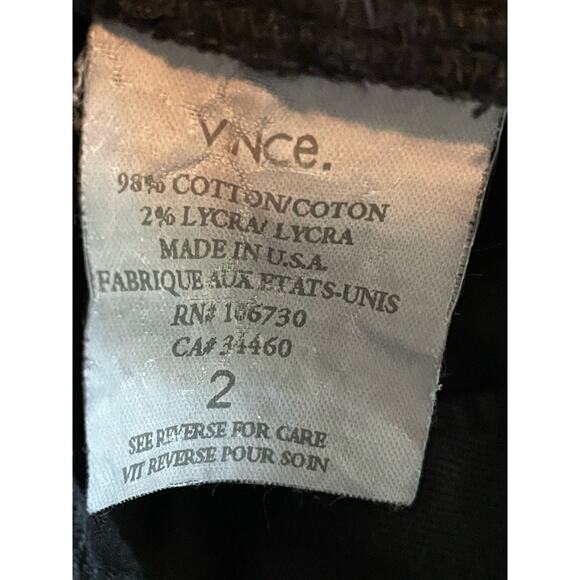 VINCE.
98% COTTON/COTON
2% LYCRA/ LYCRA
MADE IN U.S.A.
FABRIQUE AUX ETATS-UNIS
RN# 106730
CA# 34460
2
SEE REVERSE FOR CARE
VIT REVERSE POUR SOIN